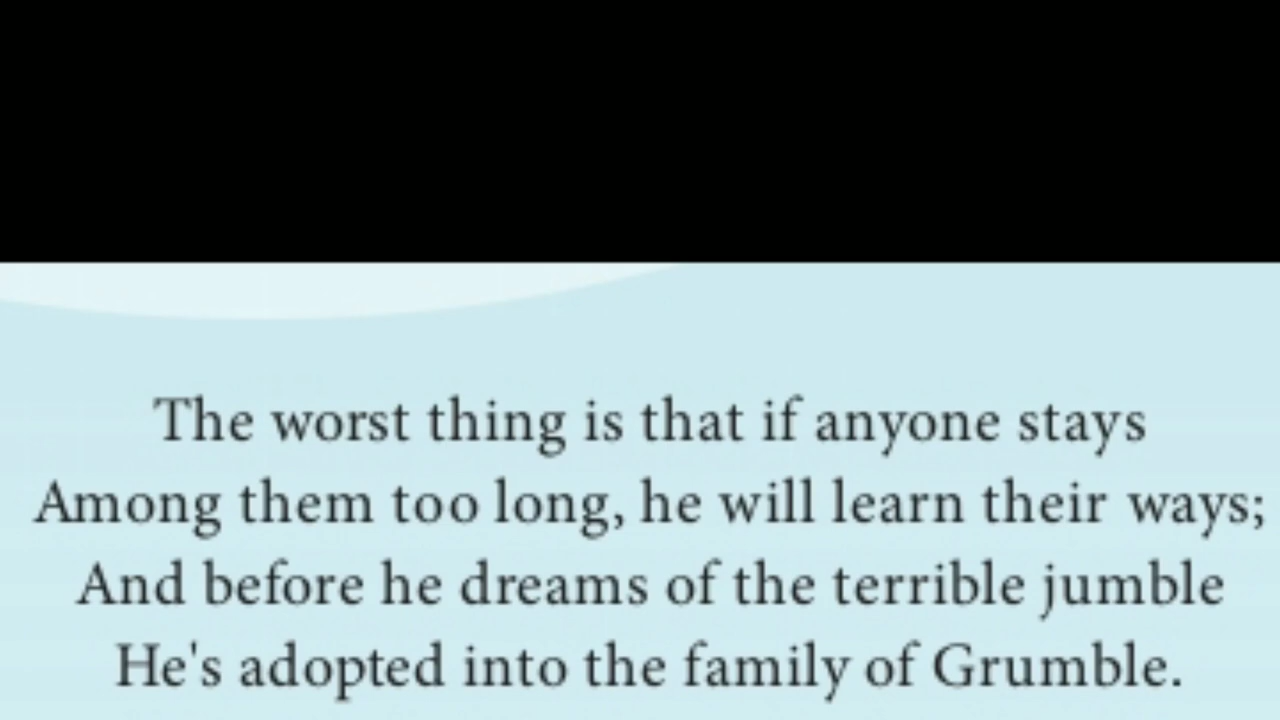 The worst thing is that if anyone stays
Among them too long, he will learn their ways;
And before he dreams of the terrible jumble
He's adopted into the family of Grumble.